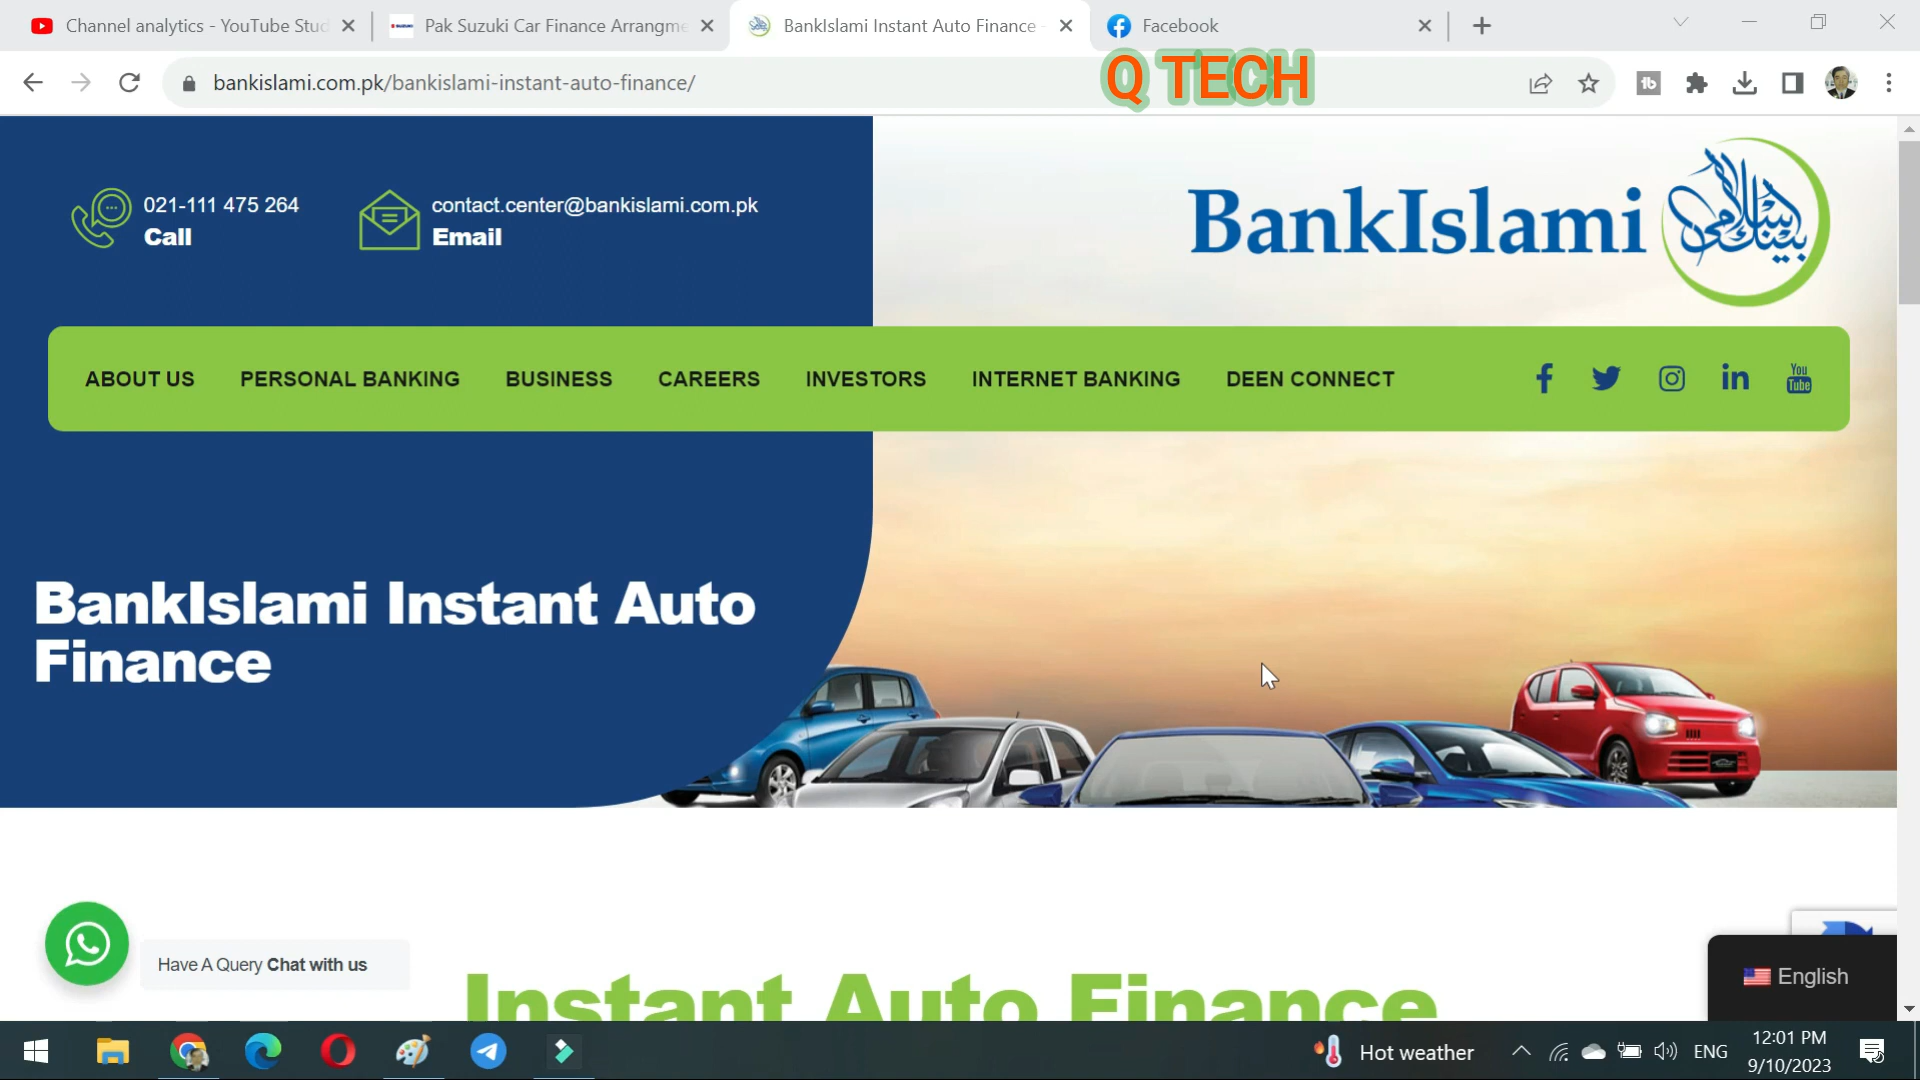 Channel analytics - YouTube Stud
Pak Suzuki Car Finance Arrangme
BankIslami Instant Auto Finance -
Facebook
bankislami.com.pk/bankislami-instant-auto-finance/
Q TECH
021-111 475 264
Call
contact.center@bankislami.com.pk
Email
BankIslami
ABOUT US
PERSONAL BANKING
BUSINESS
CAREERS
INVESTORS
INTERNET BANKING
DEEN CONNECT
You
Tube
BankIslami Instant Auto
Finance
Have A Query Chat with us
Instant Auto Finance
English
Hot weather
ENG
12:01 PM
9/10/2023